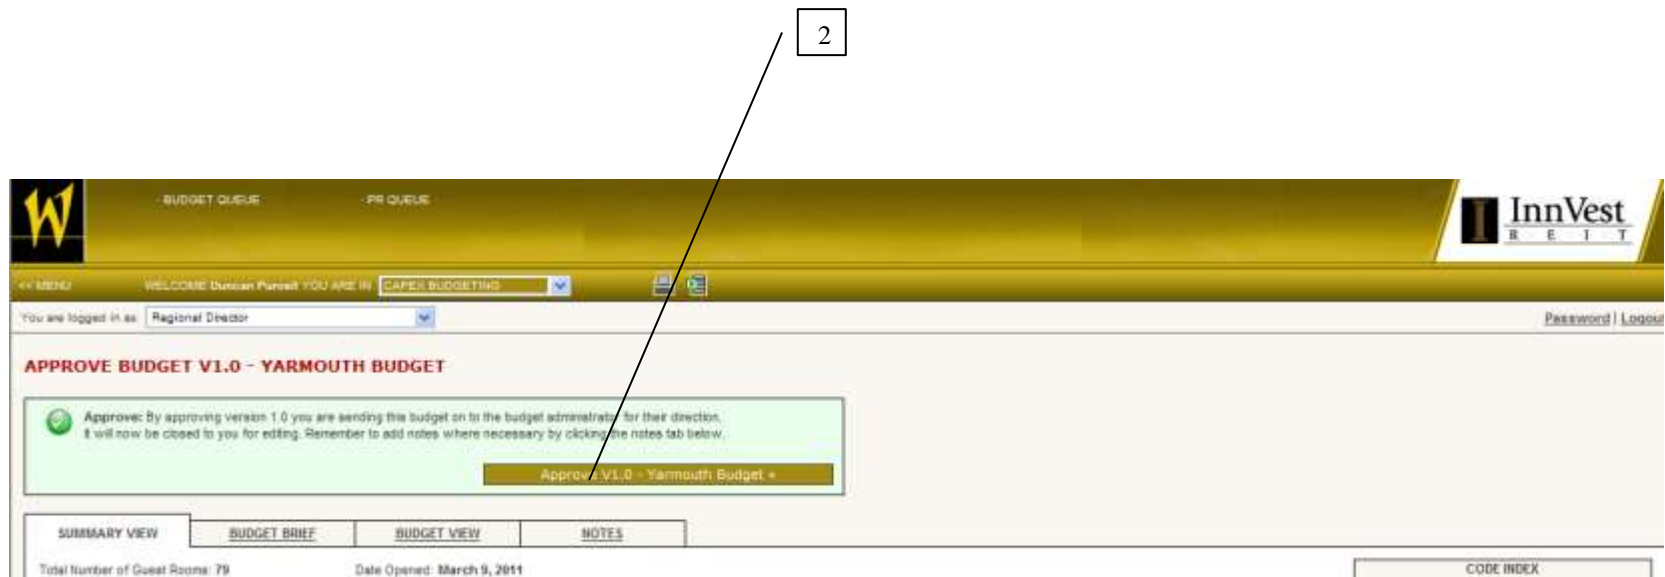 2
W
- BUDGET QUEUE
- PR QUEUE
InnVest
R E I T
<< MENU
WELCOME Duncan Purvell YOU ARE IN CAPEX BUDGETING
You are logged in as: Regional Director
Password | Logout
APPROVE BUDGET V1.0 - YARMOUTH BUDGET
Approve: By approving version 1.0 you are sending this budget on to the budget administrator for their direction.
It will now be closed to you for editing. Remember to add notes where necessary by clicking the notes tab below.
Approve V1.0 - Yarmouth Budget »
SUMMARY VIEW
BUDGET BRIEF
BUDGET VIEW
NOTES
Total Number of Guest Rooms: 79
Date Opened: March 9, 2011
CODE INDEX